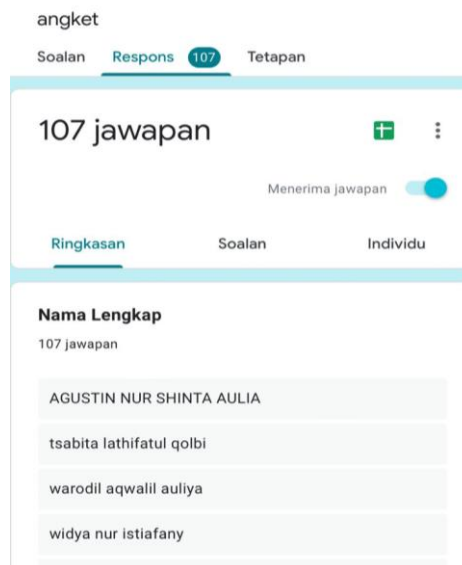 angket
Soalan Respons 107 Tetapan
107 jawapan
Menerima jawapan
Ringkasan Soalan Individu
Nama Lengkap
107 jawapan
AGUSTIN NUR SHINTA AULIA
tsabita lathifatul qolbi
warodil aqwalil auliya
widya nur istiafany